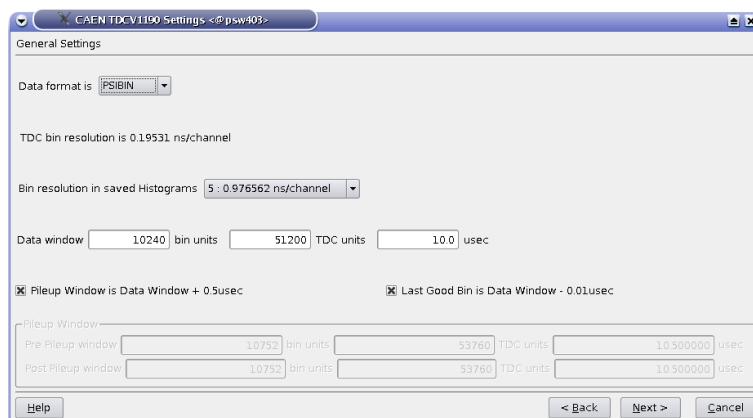 CAEN TDCV1190 Settings <@psw403>
General Settings
Data format is PSIBIN
TDC bin resolution is 0.19531 ns/channel
Bin resolution in saved Histograms 5 : 0.976562 ns/channel
Data window 10240 bin units 51200 TDC units 10.0 usec
Pileup Window is Data Window + 0.5usec Last Good Bin is Data Window - 0.01usec
Pileup Window
Pre Pileup window 10752 bin units 53760 TDC units 10.500000 usec
Post Pileup window 10752 bin units 53760 TDC units 10.500000 usec
Help < Back Next > Cancel